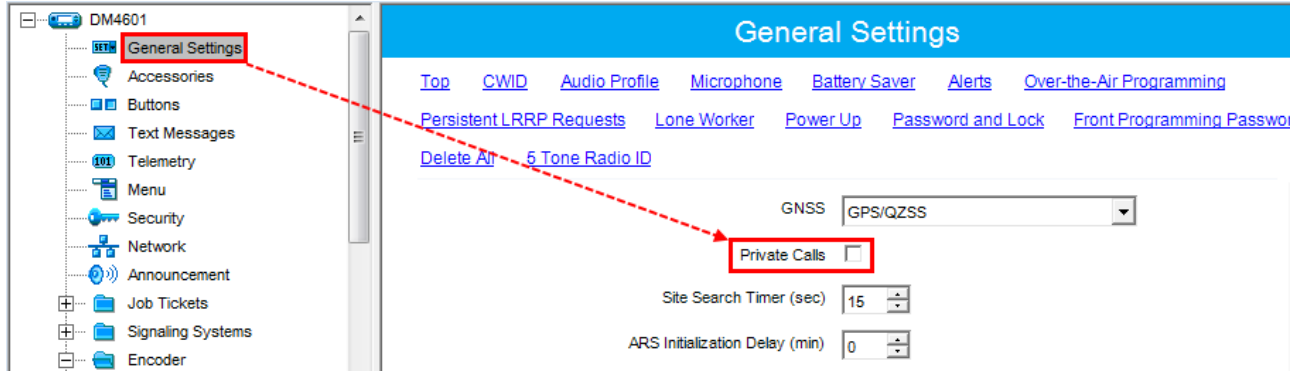 DM4601
General Settings
Accessories
Buttons
Text Messages
Telemetry
Menu
Security
Network
Announcement
Job Tickets
Signaling Systems
Encoder
General Settings
Top CWID Audio Profile Microphone Battery Saver Alerts Over-the-Air Programming
Persistent LRRP Requests Lone Worker Power Up Password and Lock Front Programming Passwor
Delete All 5 Tone Radio ID
GNSS GPS/QZSS
Private Calls
Site Search Timer (sec) 15
ARS Initialization Delay (min) 0